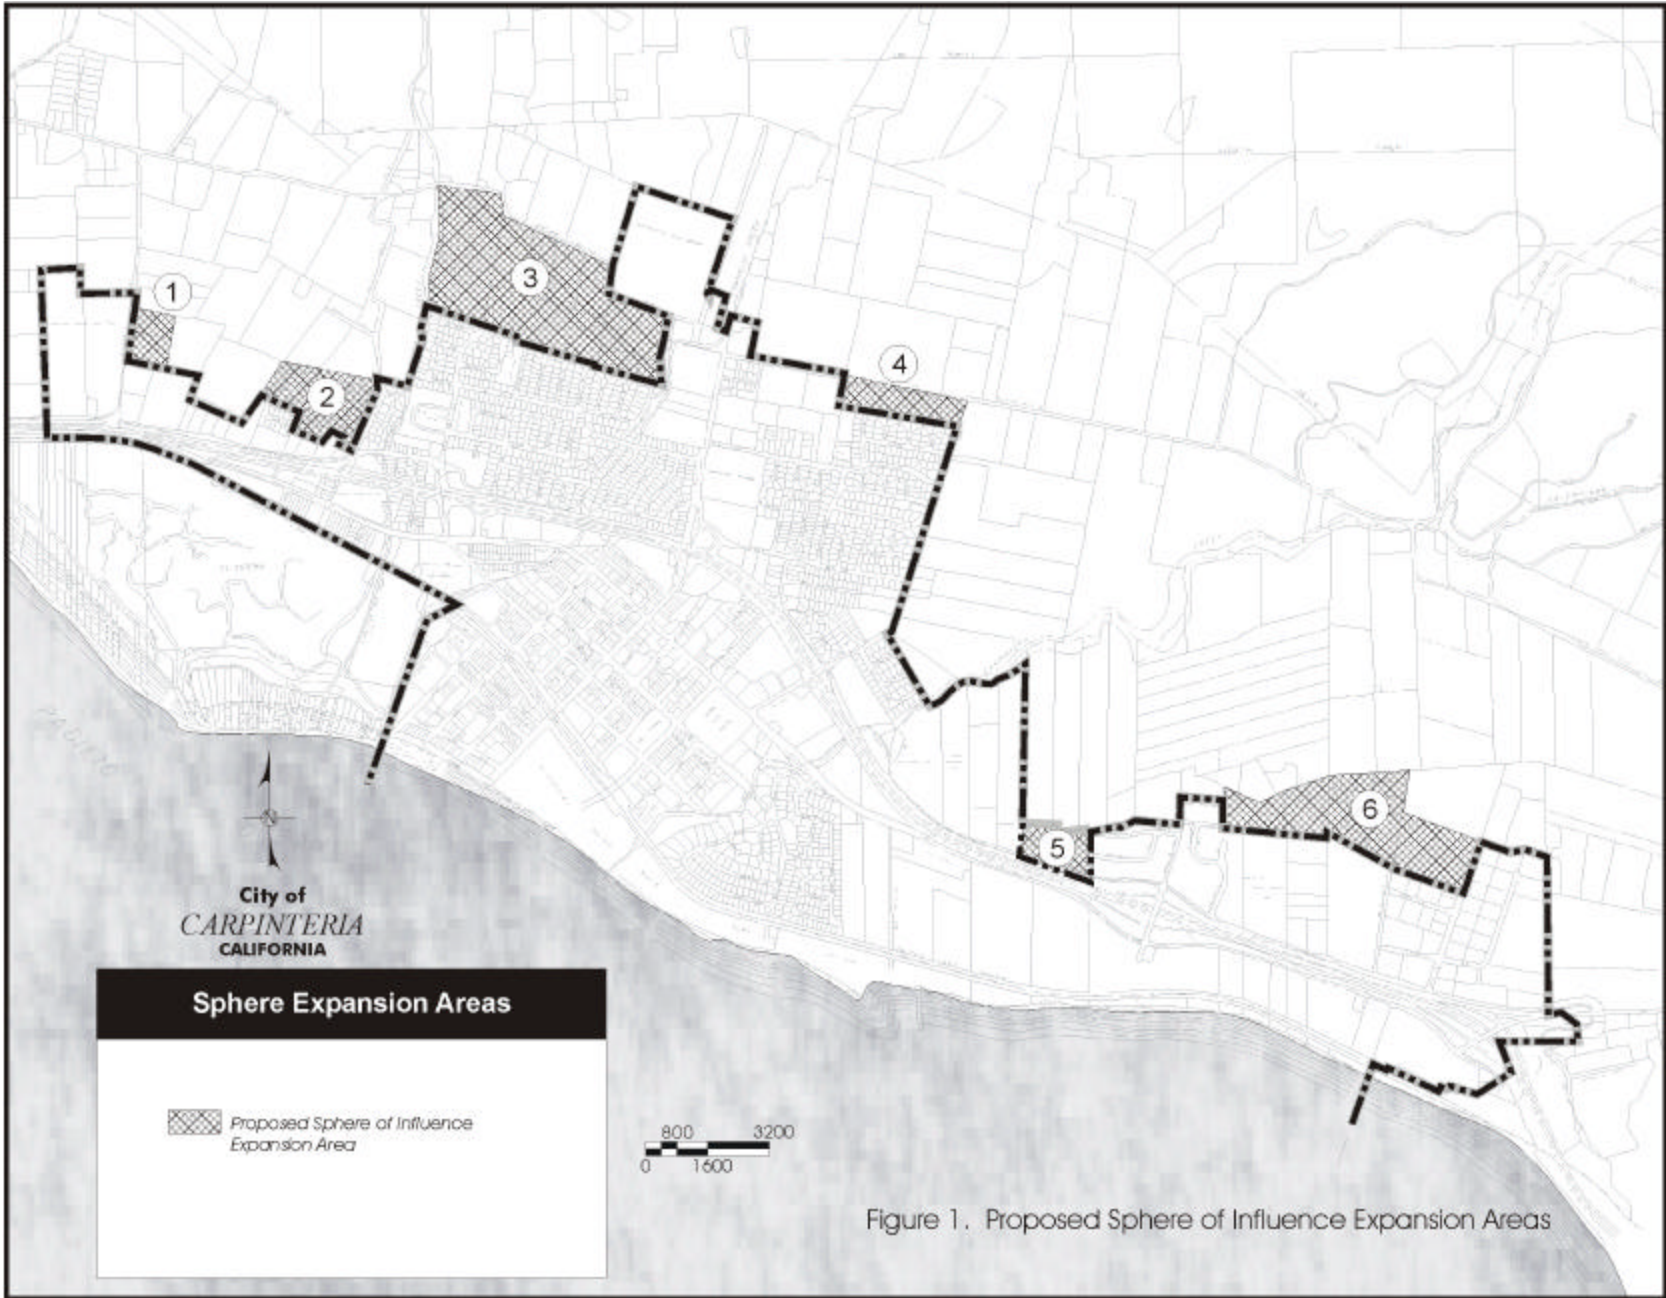 1
2
3
4
5
6
City of
CARPINTERIA
CALIFORNIA
Sphere Expansion Areas
Proposed Sphere of Influence
Expansion Area
800 3200
0 1600
Figure 1. Proposed Sphere of Influence Expansion Areas